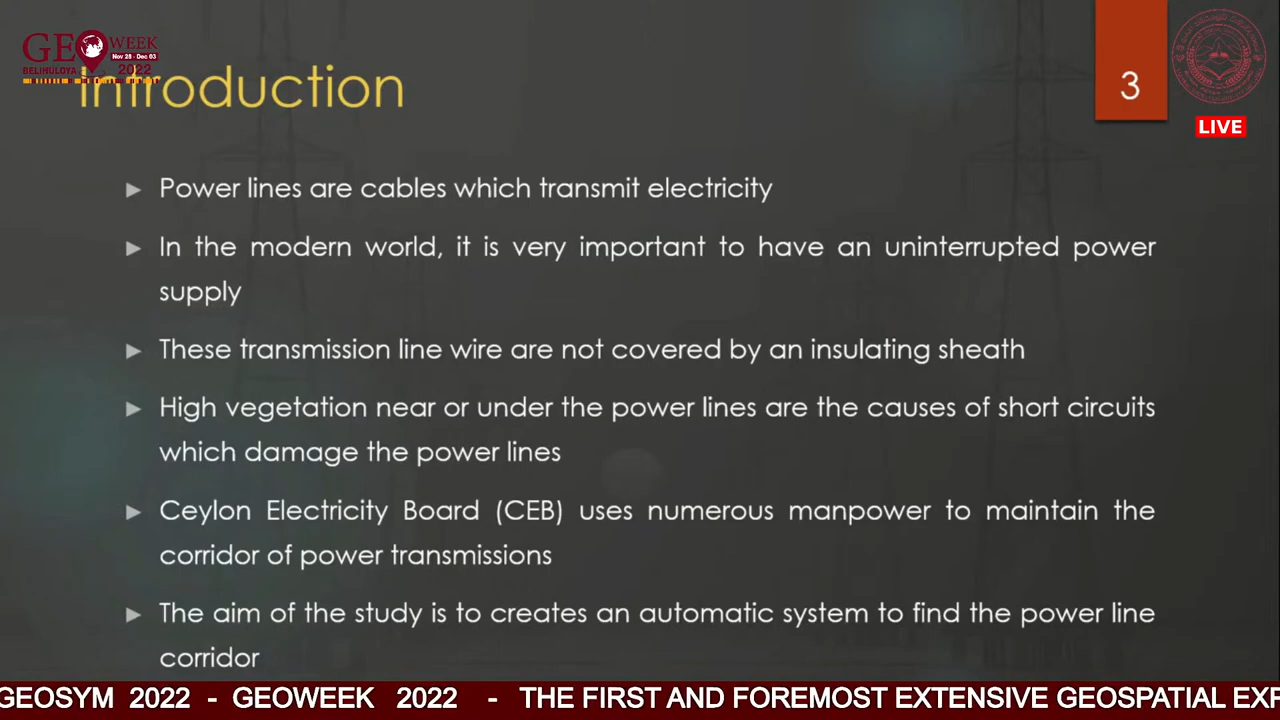 GEOWEEK
Nov 28 - Dec 03
BELIHULOYA 2022
Introduction
3
LIVE
Power lines are cables which transmit electricity
In the modern world, it is very important to have an uninterrupted power
supply
These transmission line wire are not covered by an insulating sheath
High vegetation near or under the power lines are the causes of short circuits
which damage the power lines
Ceylon Electricity Board (CEB) uses numerous manpower to maintain the
corridor of power transmissions
The aim of the study is to creates an automatic system to find the power line
corridor
GEOSYM 2022 - GEOWEEK 2022 - THE FIRST AND FOREMOST EXTENSIVE GEOSPATIAL EXP